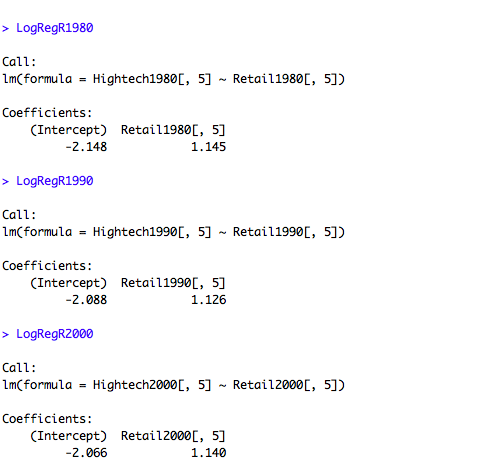 > LogRegR1980
Call:
lm(formula = Hightech1980[, 5] ~ Retail1980[, 5])
Coefficients:
(Intercept)  Retail1980[, 5]
-2.148            1.145
> LogRegR1990
Call:
lm(formula = Hightech1990[, 5] ~ Retail1990[, 5])
Coefficients:
(Intercept)  Retail1990[, 5]
-2.088            1.126
> LogRegR2000
Call:
lm(formula = Hightech2000[, 5] ~ Retail2000[, 5])
Coefficients:
(Intercept)  Retail2000[, 5]
-2.066            1.140